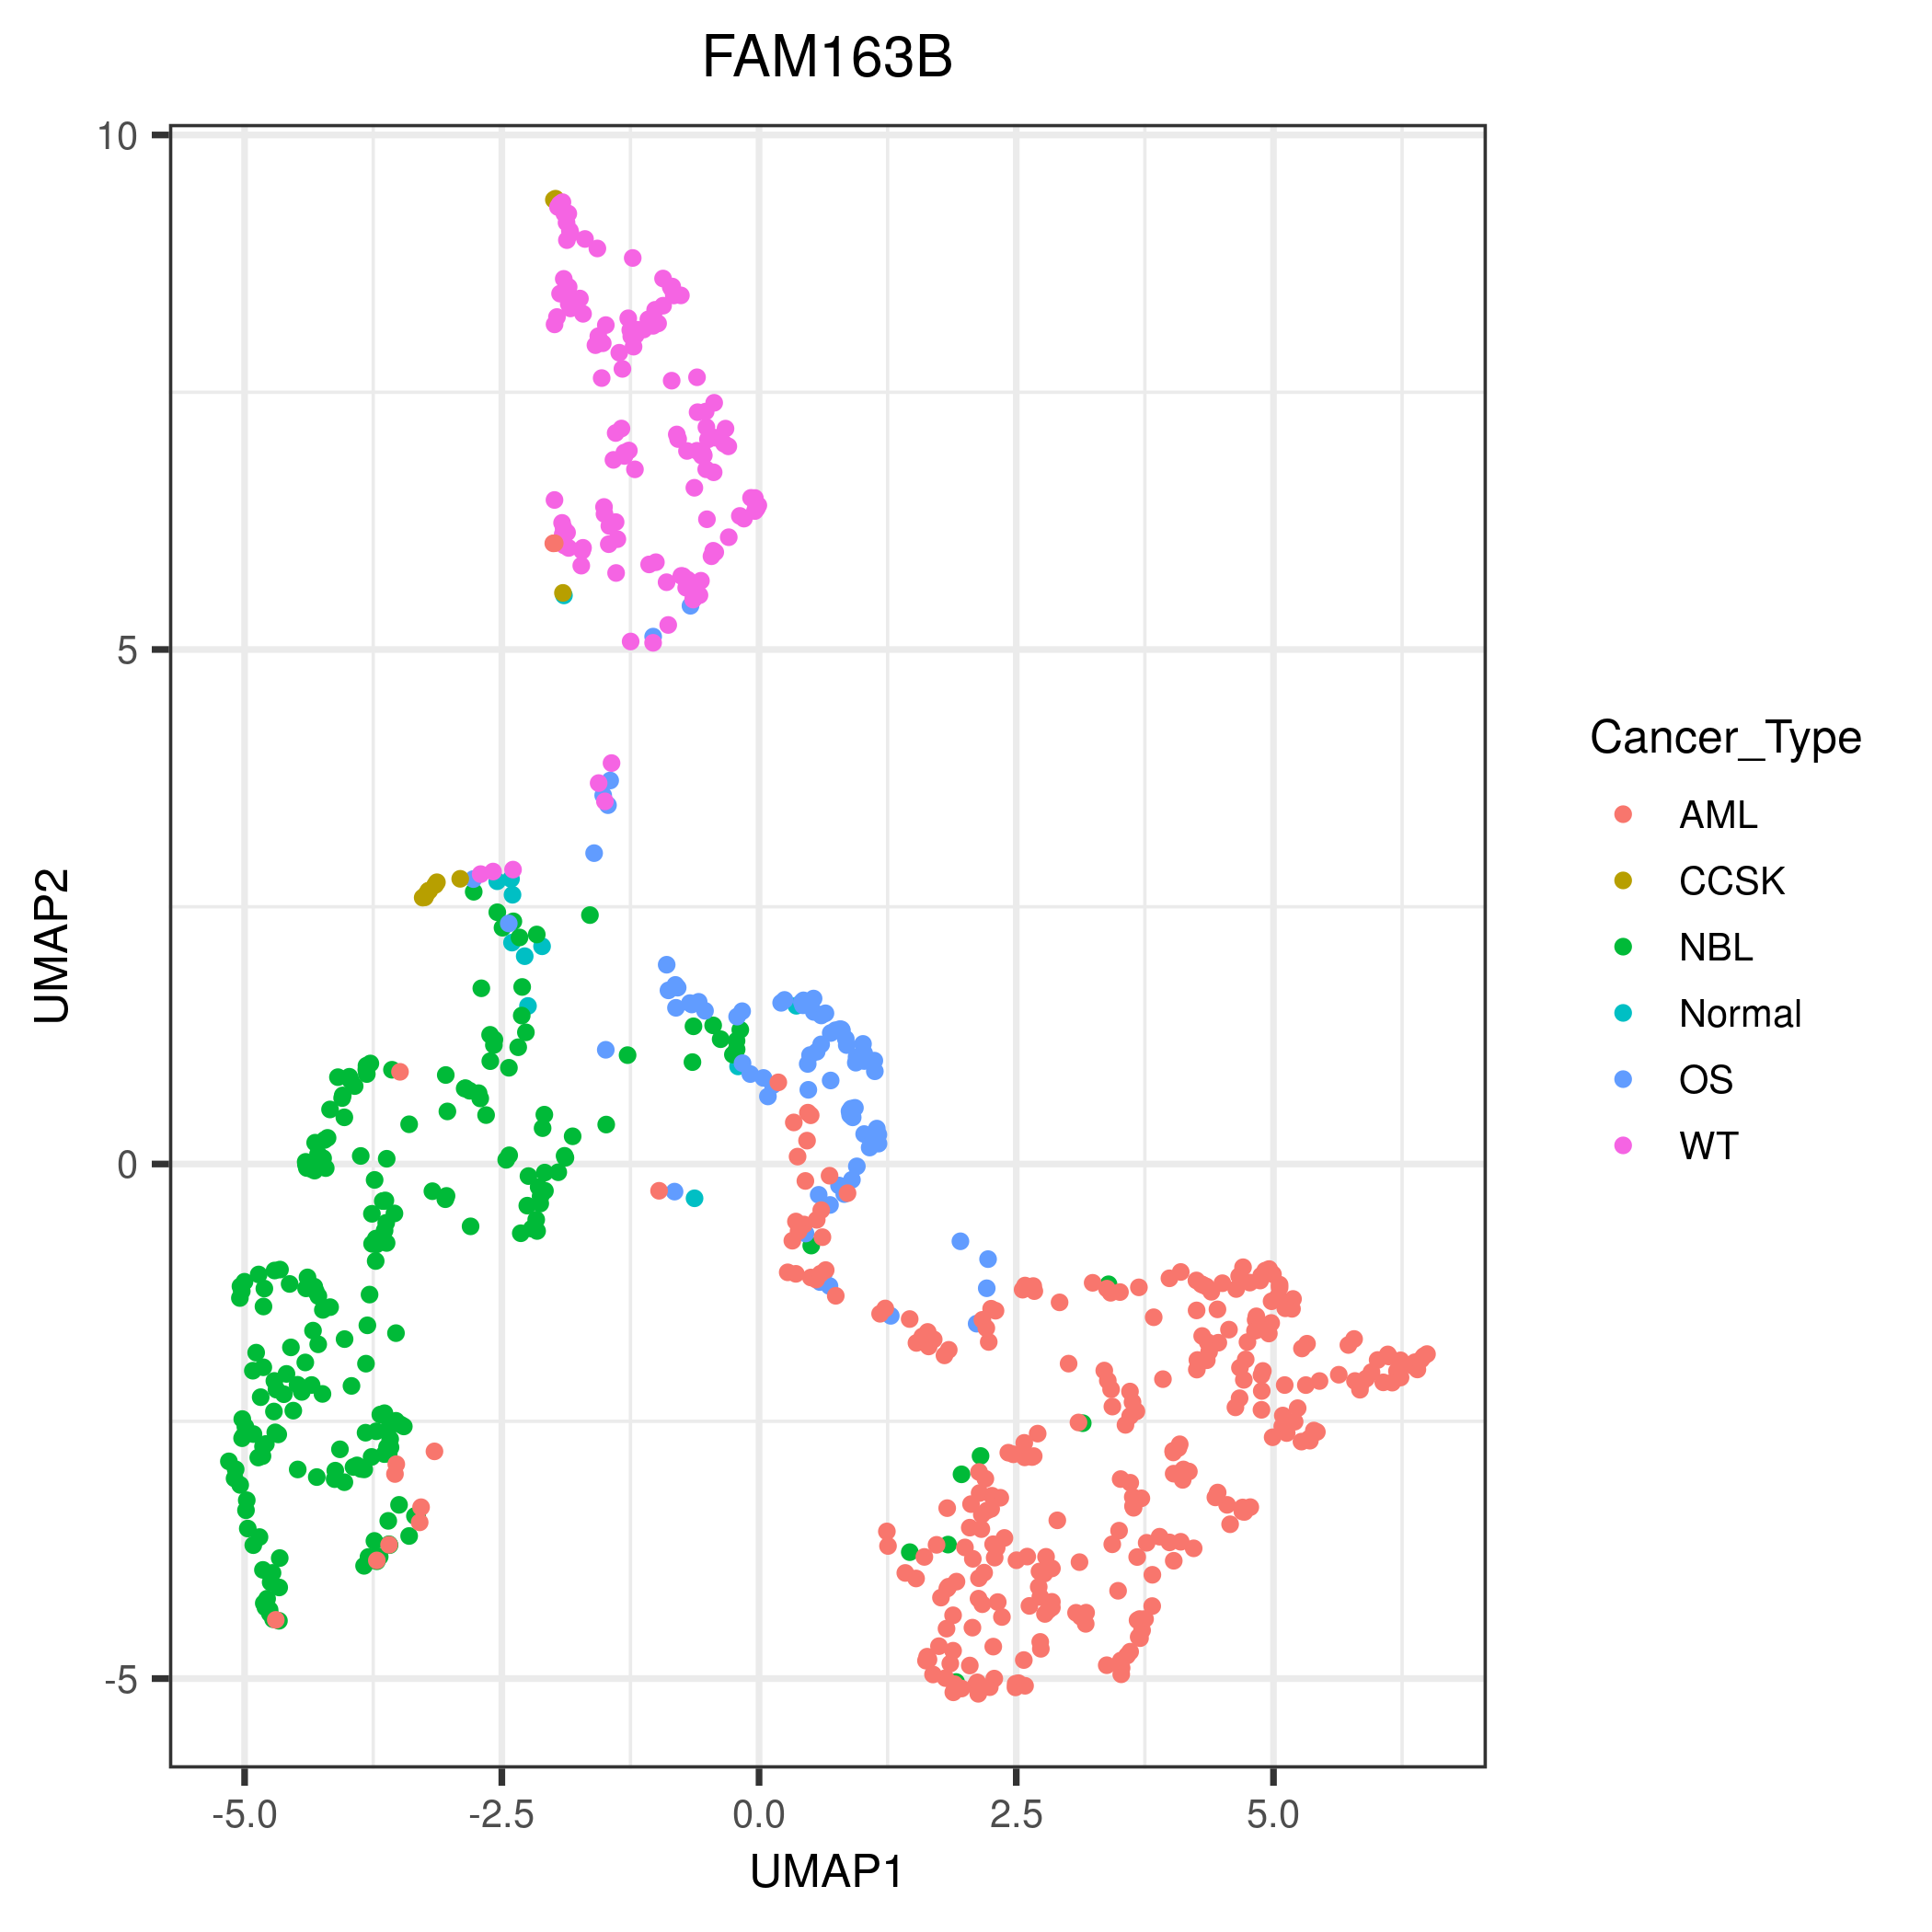 FAM163B
10
5
0
-5
UMAP2
-5.0
-2.5
0.0
2.5
5.0
UMAP1
Cancer_Type
AML
CCSK
NBL
Normal
OS
WT